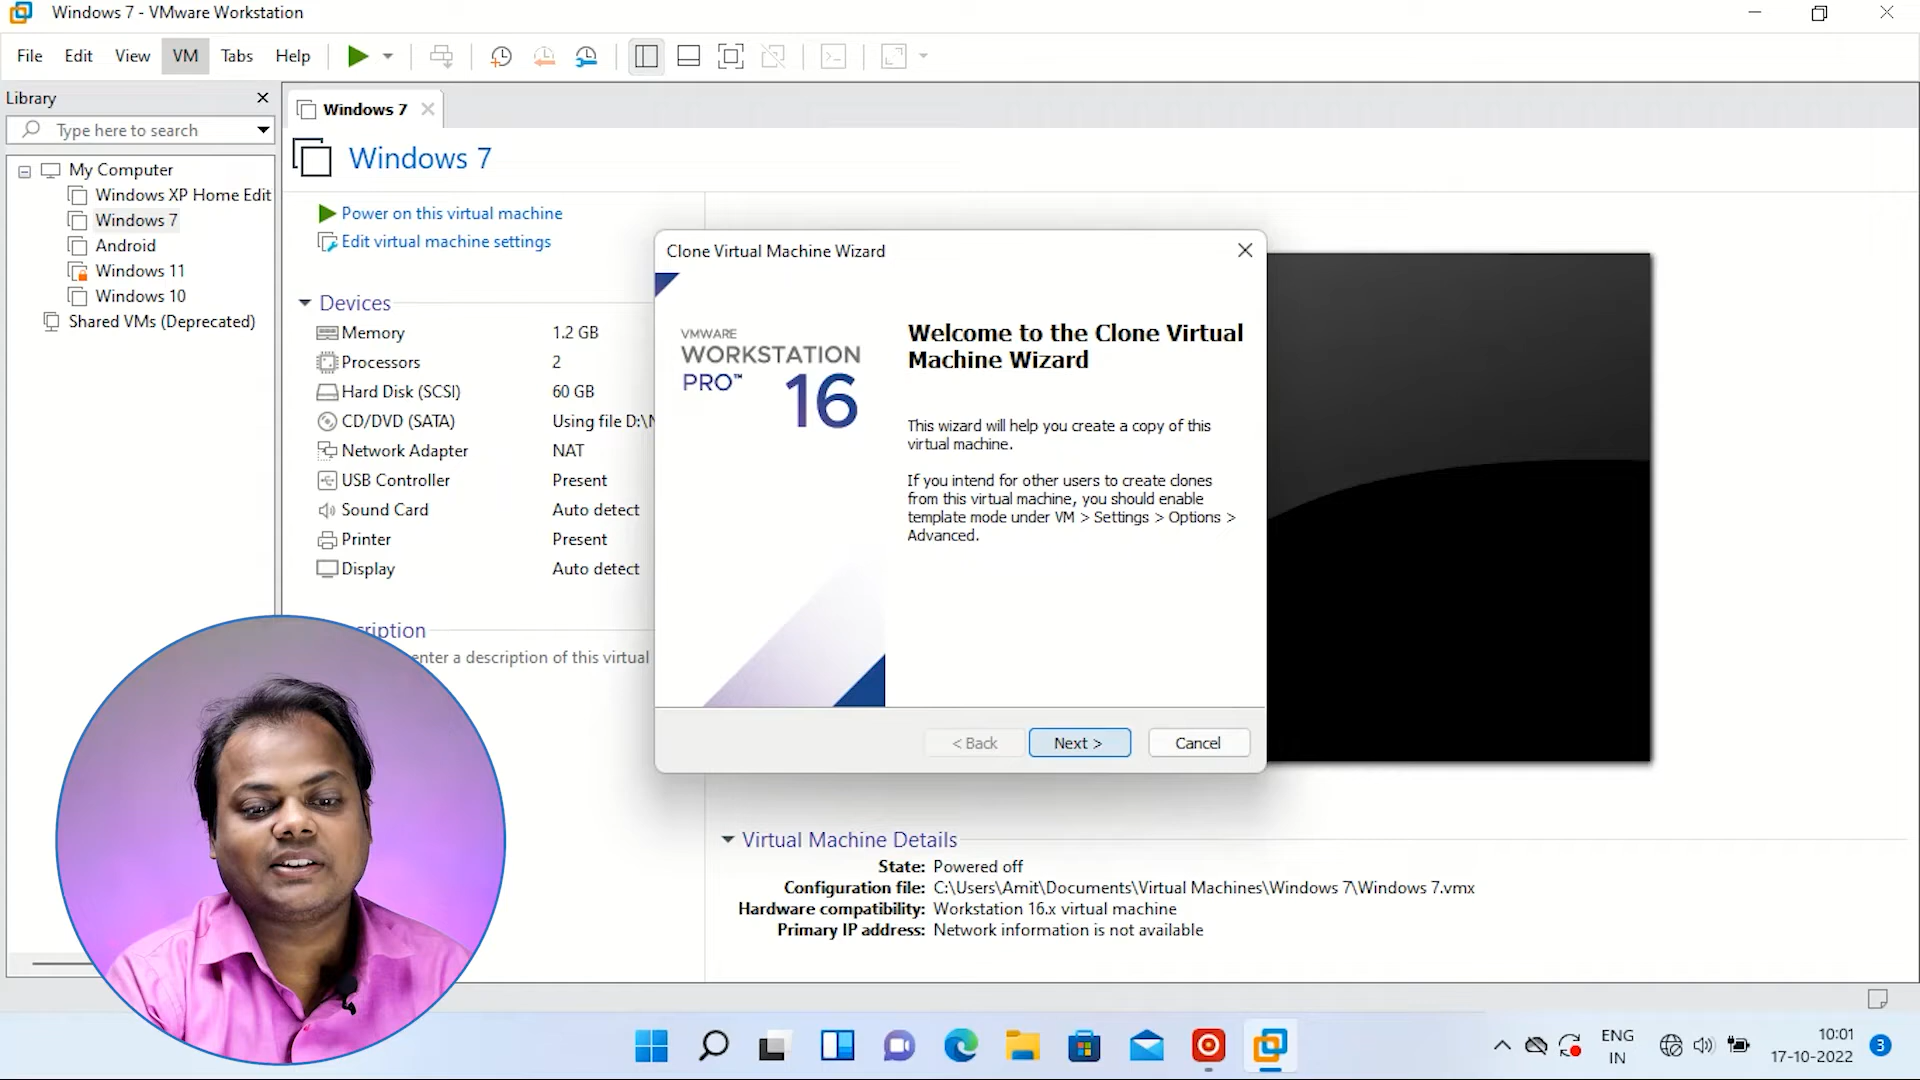 Windows 7 - VMware Workstation
File Edit View VM Tabs Help
Library
Windows 7
Type here to search
Windows 7
My Computer
Windows XP Home Edit
Windows 7
Android
Windows 11
Windows 10
Shared VMs (Deprecated)
Power on this virtual machine
Edit virtual machine settings
Devices
Memory 1.2 GB
Processors 2
Hard Disk (SCSI) 60 GB
CD/DVD (SATA) Using file D:\N
Network Adapter NAT
USB Controller Present
Sound Card Auto detect
Printer Present
Display Auto detect
enter a description of this virtual
Clone Virtual Machine Wizard
VMWARE
WORKSTATION
PRO™ 16
Welcome to the Clone Virtual
Machine Wizard
This wizard will help you create a copy of this
virtual machine.
If you intend for other users to create clones
from this virtual machine, you should enable
template mode under VM > Settings > Options >
Advanced.
< Back Next > Cancel
Virtual Machine Details
State: Powered off
Configuration file: C:\Users\Amit\Documents\Virtual Machines\Windows 7\Windows 7.vmx
Hardware compatibility: Workstation 16.x virtual machine
Primary IP address: Network information is not available
ENG
IN
10:01
17-10-2022
3